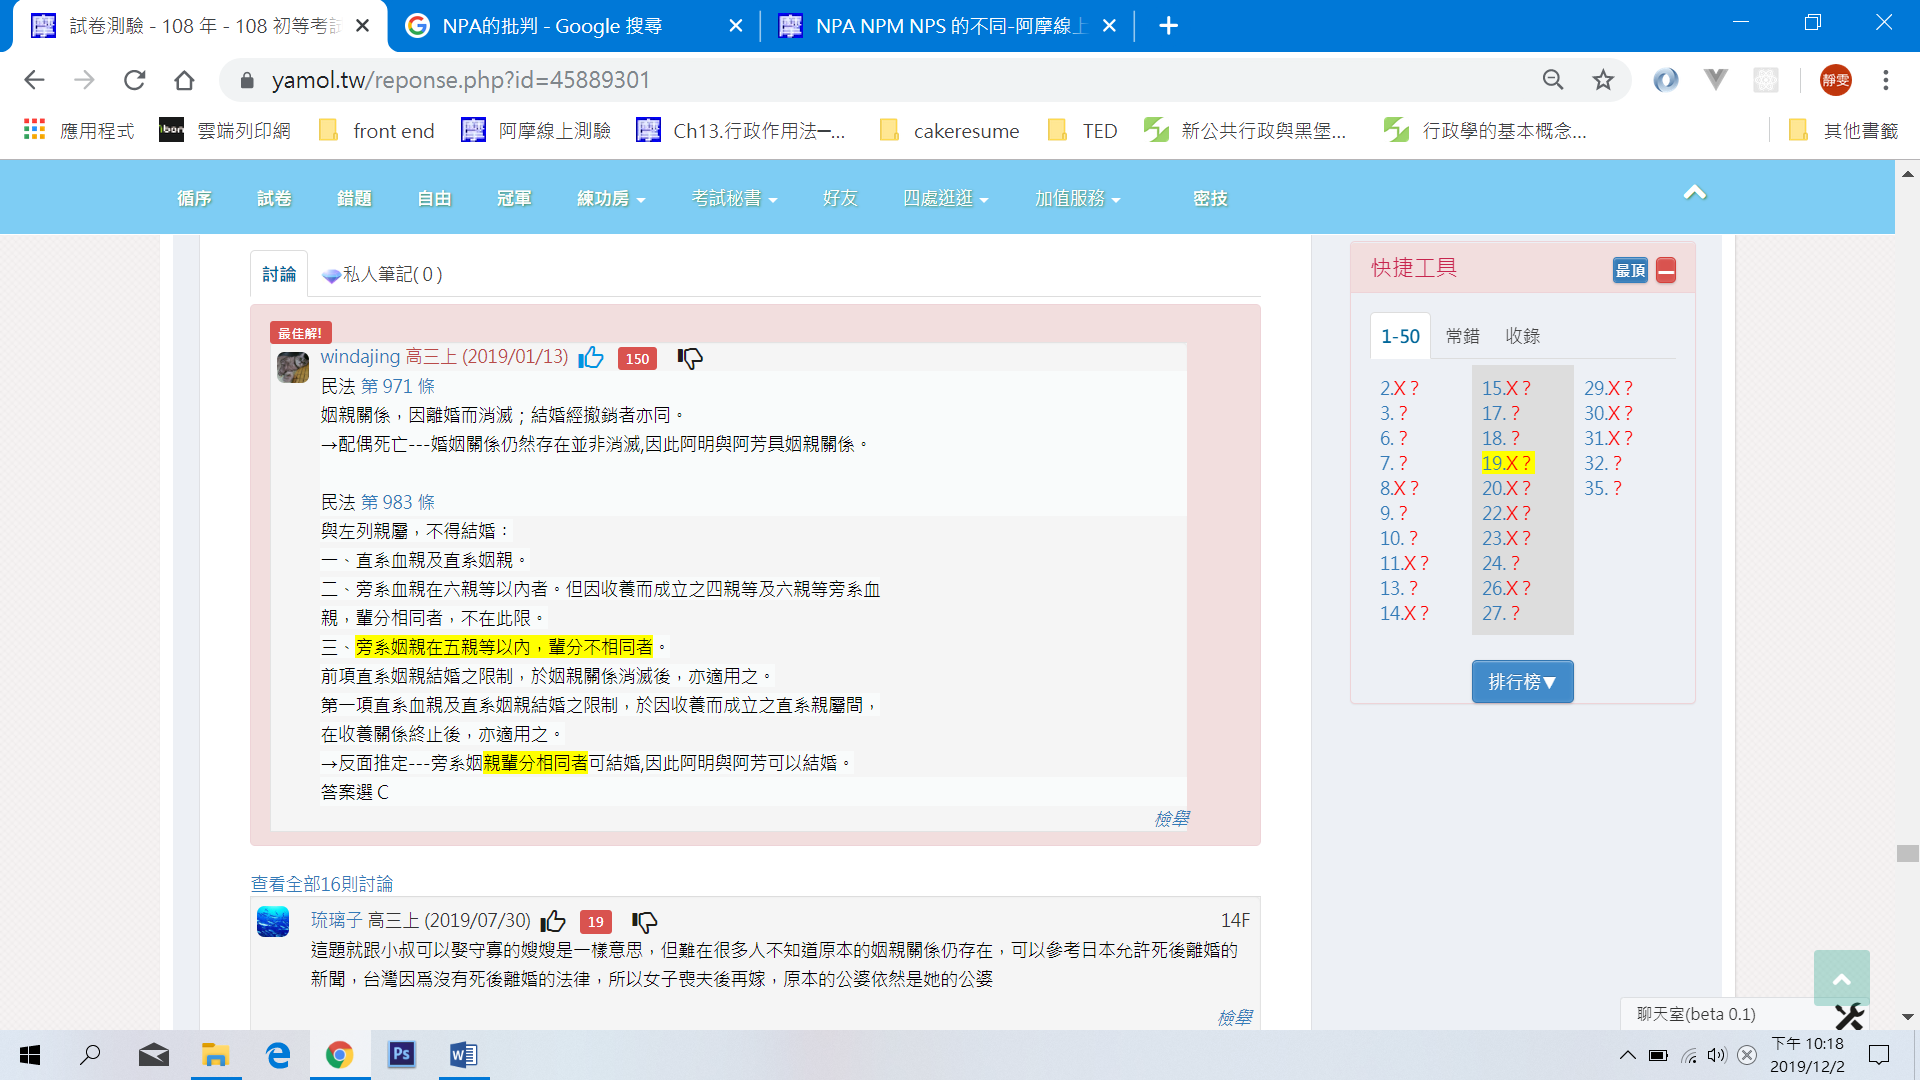 試卷測驗 - 108 年 - 108 初等考試
NPA的批判 - Google 搜尋
NPA NPM NPS 的不同-阿摩線上
yamol.tw/reponse.php?id=45889301
靜雯
應用程式
ibon
雲端列印網
front end
阿摩線上測驗
Ch13.行政作用法─...
cakeresume
TED
新公共行政與黑堡...
行政學的基本概念...
其他書籤
循序 試卷 錯題 自由 冠軍 練功房 考試秘書 好友 四處逛逛 加值服務 密技
討論
私人筆記( 0 )
最佳解!
windajing 高三上 (2019/01/13) 150
民法 第 971 條
姻親關係，因離婚而消滅；結婚經撤銷者亦同。
→配偶死亡---婚姻關係仍然存在並非消滅,因此阿明與阿芳具姻親關係。
民法 第 983 條
與左列親屬，不得結婚：
一、直系血親及直系姻親。
二、旁系血親在六親等以內者。但因收養而成立之四親等及六親等旁系血
親，輩分相同者，不在此限。
三、旁系姻親在五親等以內，輩分不相同者。
前項直系姻親結婚之限制，於姻親關係消滅後，亦適用之。
第一項直系血親及直系姻親結婚之限制，於因收養而成立之直系親屬間，
在收養關係終止後，亦適用之。
→反面推定---旁系姻親輩分相同者可結婚,因此阿明與阿芳可以結婚。
答案選 C
檢舉
查看全部16則討論
琉璃子 高三上 (2019/07/30) 19
14F
這題就跟小叔可以娶守寡的嫂嫂是一樣意思，但難在很多人不知道原本的姻親關係仍存在，可以參考日本允許死後離婚的
新聞，台灣因爲沒有死後離婚的法律，所以女子喪夫後再嫁，原本的公婆依然是她的公婆
檢舉
快捷工具
最頂
1-50 常錯 收錄
2.X ?
3. ?
6. ?
7. ?
8.X ?
9. ?
10. ?
11.X ?
13. ?
14.X ?
15.X ?
17. ?
18. ?
19.X ?
20.X ?
22.X ?
23.X ?
24. ?
26.X ?
27. ?
29.X ?
30.X ?
31.X ?
32. ?
35. ?
排行榜▼
聊天室(beta 0.1)
Ps
下午 10:18
2019/12/2